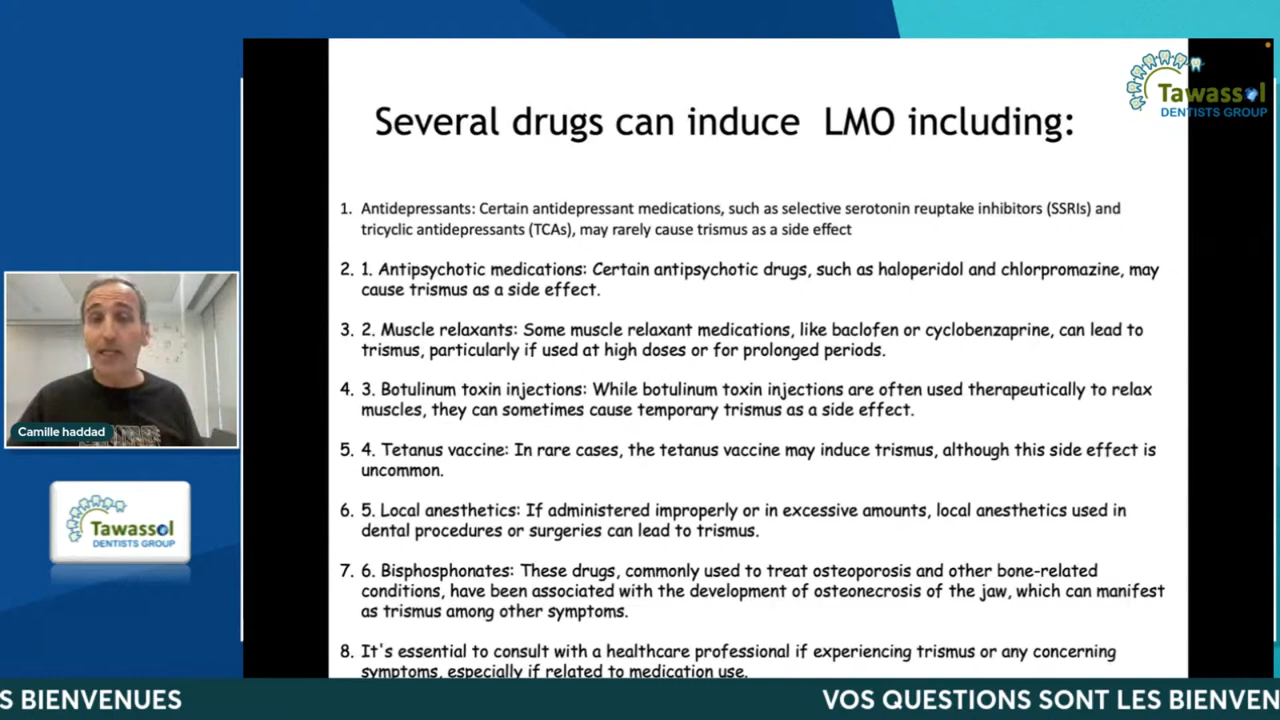 Tawassol
DENTISTS GROUP
Several drugs can induce LMO including:
1. Antidepressants: Certain antidepressant medications, such as selective serotonin reuptake inhibitors (SSRIs) and
tricyclic antidepressants (TCAs), may rarely cause trismus as a side effect
2. 1. Antipsychotic medications: Certain antipsychotic drugs, such as haloperidol and chlorpromazine, may
cause trismus as a side effect.
3. 2. Muscle relaxants: Some muscle relaxant medications, like baclofen or cyclobenzaprine, can lead to
trismus, particularly if used at high doses or for prolonged periods.
4. 3. Botulinum toxin injections: While botulinum toxin injections are often used therapeutically to relax
muscles, they can sometimes cause temporary trismus as a side effect.
5. 4. Tetanus vaccine: In rare cases, the tetanus vaccine may induce trismus, although this side effect is
uncommon.
6. 5. Local anesthetics: If administered improperly or in excessive amounts, local anesthetics used in
dental procedures or surgeries can lead to trismus.
7. 6. Bisphosphonates: These drugs, commonly used to treat osteoporosis and other bone-related
conditions, have been associated with the development of osteonecrosis of the jaw, which can manifest
as trismus among other symptoms.
8. It's essential to consult with a healthcare professional if experiencing trismus or any concerning
symptoms, especially if related to medication use.
Camille haddad
Tawassol
DENTISTS GROUP
S BIENVENUES
VOS QUESTIONS SONT LES BIENVEN